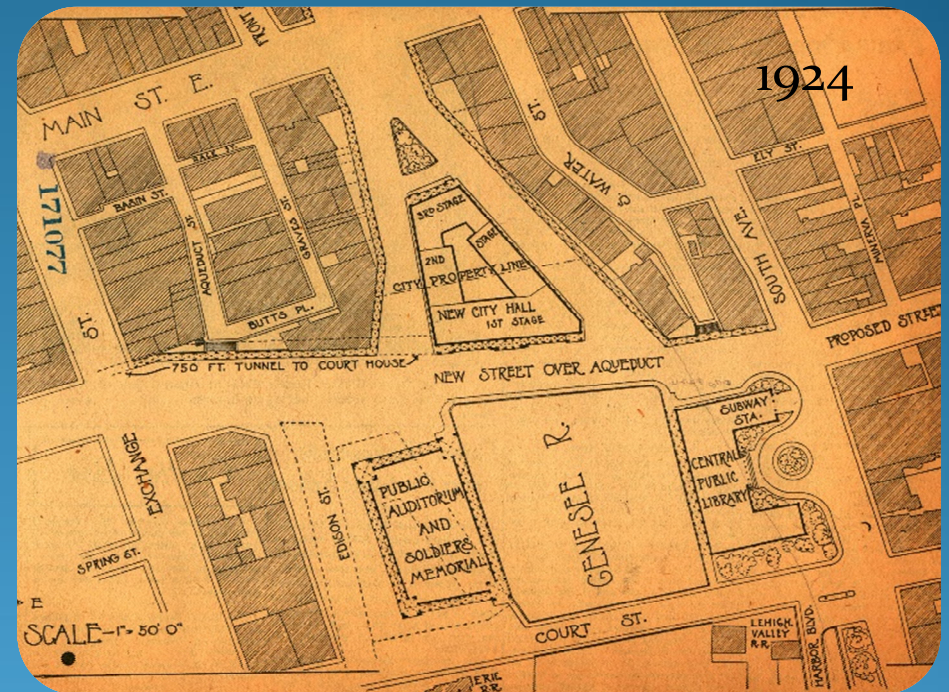 1924
FRONT
MAIN ST. E.
171077
BASIN ST.
AQUEDUCT ST.
GRAVES ST.
BUTTS PL.
ST.
3RD STAGE
STAGE
2ND
CITY PROPERTY LINE
NEW CITY HALL
1ST STAGE
ST.
S. WATER
ELY ST.
SOUTH AVE.
MINERVA PL.
PROPOSED STREET
750 FT. TUNNEL TO COURT HOUSE
NEW STREET OVER AQUEDUCT
SUBWAY
STA.
CENTRAL
PUBLIC
LIBRARY
GENESEE R.
EXCHANGE
EDISON ST.
PUBLIC
AUDITORIUM
AND
SOLDIERS
MEMORIAL
SPRING ST.
E
SCALE-1"= 50' 0"
COURT ST.
LEHIGH
VALLEY
R.R.
HARBOR BLVD.
ERIE
R.R.